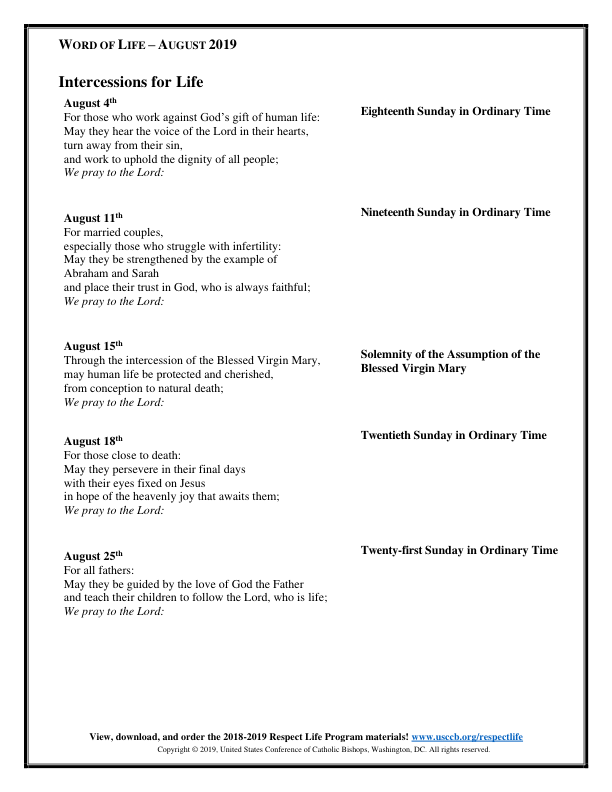 WORD OF LIFE – AUGUST 2019
Intercessions for Life
August 4th
Eighteenth Sunday in Ordinary Time
For those who work against God’s gift of human life:
May they hear the voice of the Lord in their hearts,
turn away from their sin,
and work to uphold the dignity of all people;
We pray to the Lord:
August 11th
Nineteenth Sunday in Ordinary Time
For married couples,
especially those who struggle with infertility:
May they be strengthened by the example of
Abraham and Sarah
and place their trust in God, who is always faithful;
We pray to the Lord:
August 15th
Solemnity of the Assumption of the
Blessed Virgin Mary
Through the intercession of the Blessed Virgin Mary,
may human life be protected and cherished,
from conception to natural death;
We pray to the Lord:
August 18th
Twentieth Sunday in Ordinary Time
For those close to death:
May they persevere in their final days
with their eyes fixed on Jesus
in hope of the heavenly joy that awaits them;
We pray to the Lord:
August 25th
Twenty-first Sunday in Ordinary Time
For all fathers:
May they be guided by the love of God the Father
and teach their children to follow the Lord, who is life;
We pray to the Lord:
View, download, and order the 2018-2019 Respect Life Program materials! www.usccb.org/respectlife
Copyright © 2019, United States Conference of Catholic Bishops, Washington, DC. All rights reserved.